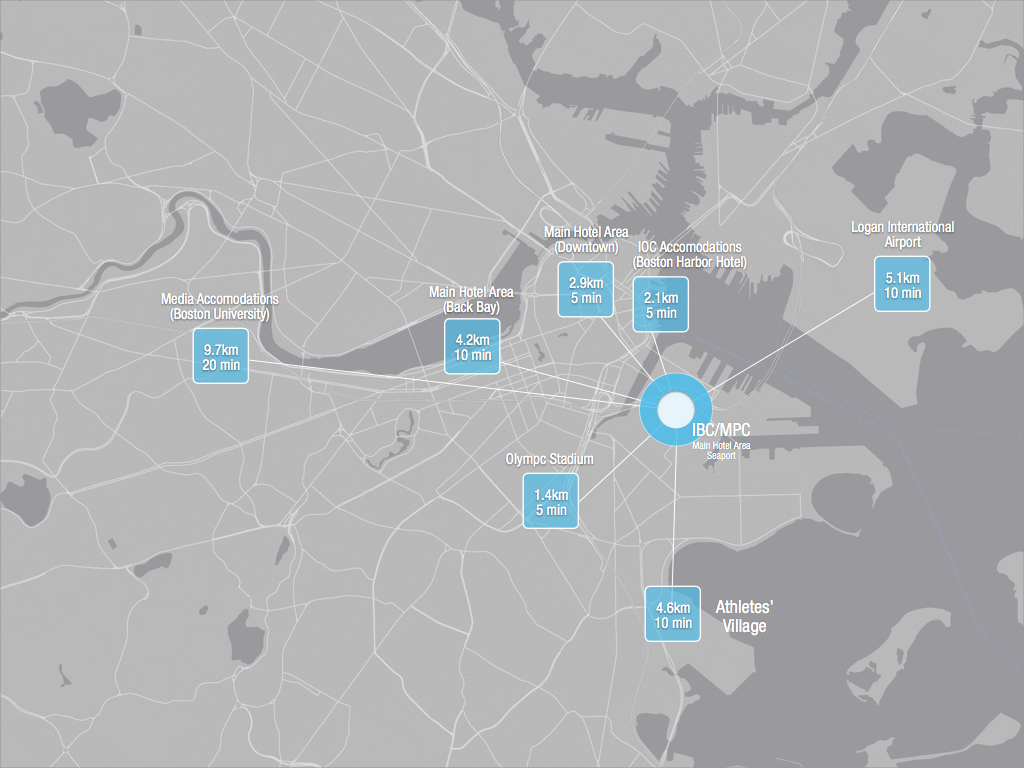 Logan International
Airport
5.1km
10 min
Main Hotel Area
(Downtown)
2.9km
5 min
IOC Accomodations
(Boston Harbor Hotel)
2.1km
5 min
Main Hotel Area
(Back Bay)
4.2km
10 min
Media Accomodations
(Boston University)
9.7km
20 min
IBC/MPC
Main Hotel Area
Seaport
Olympc Stadium
1.4km
5 min
4.6km
10 min
Athletes’
Village